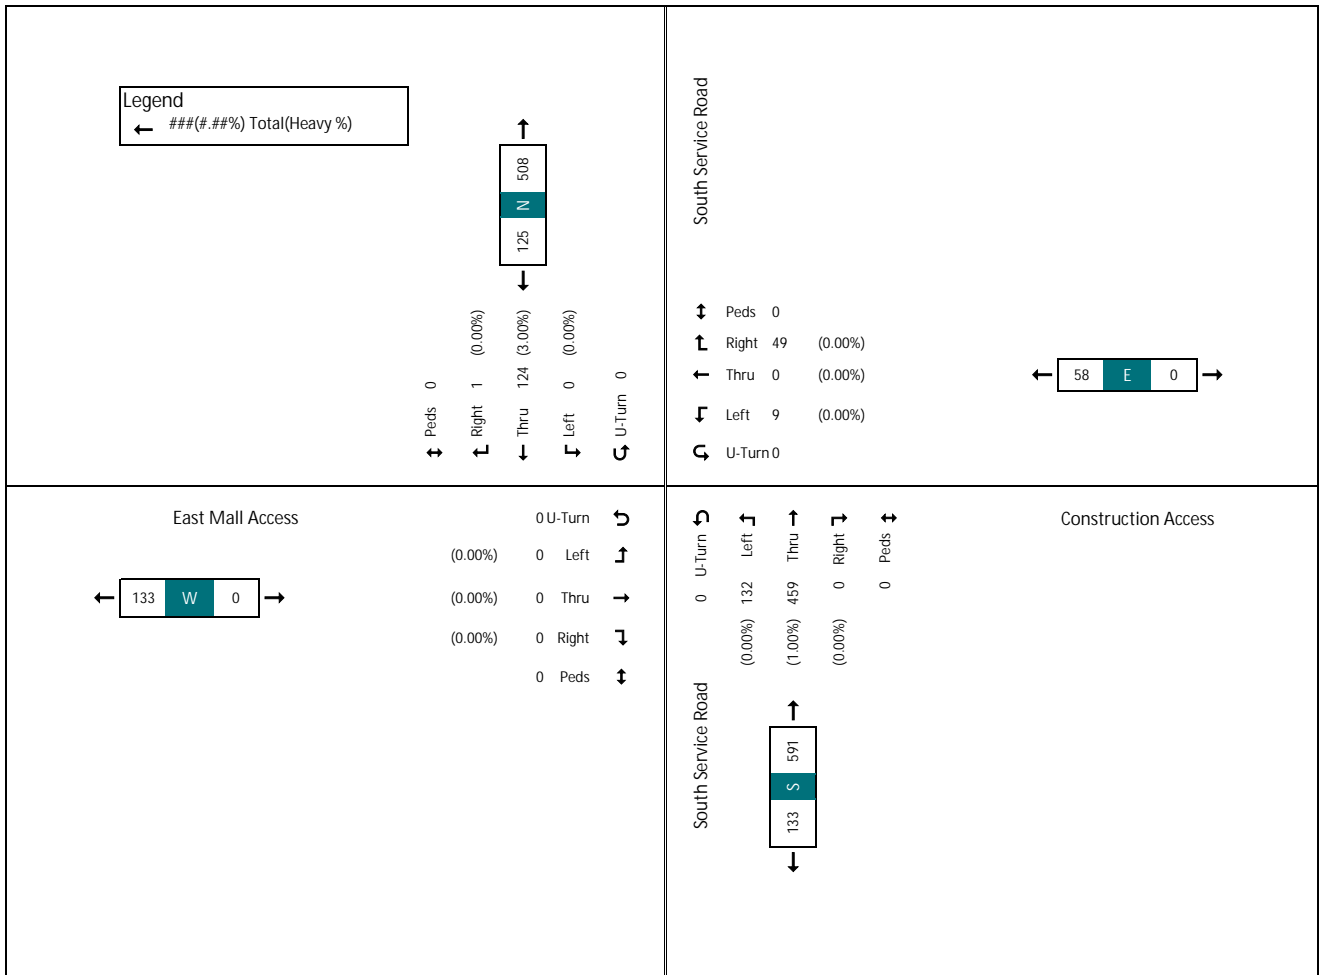 Legend
###(#.##%) Total(Heavy %)
508
N
125
Peds 0
Right 1 (0.00%)
Thru 124 (3.00%)
Left 0 (0.00%)
U-Turn 0
South Service Road
Peds 0
Right 49 (0.00%)
Thru 0 (0.00%)
Left 9 (0.00%)
U-Turn 0
58 E 0
East Mall Access
133 W 0
0 U-Turn
(0.00%) 0 Left
(0.00%) 0 Thru
(0.00%) 0 Right
0 Peds
0 U-Turn
(0.00%) 132 Left
(1.00%) 459 Thru
(0.00%) 0 Right
0 Peds
Construction Access
South Service Road
591
S
133